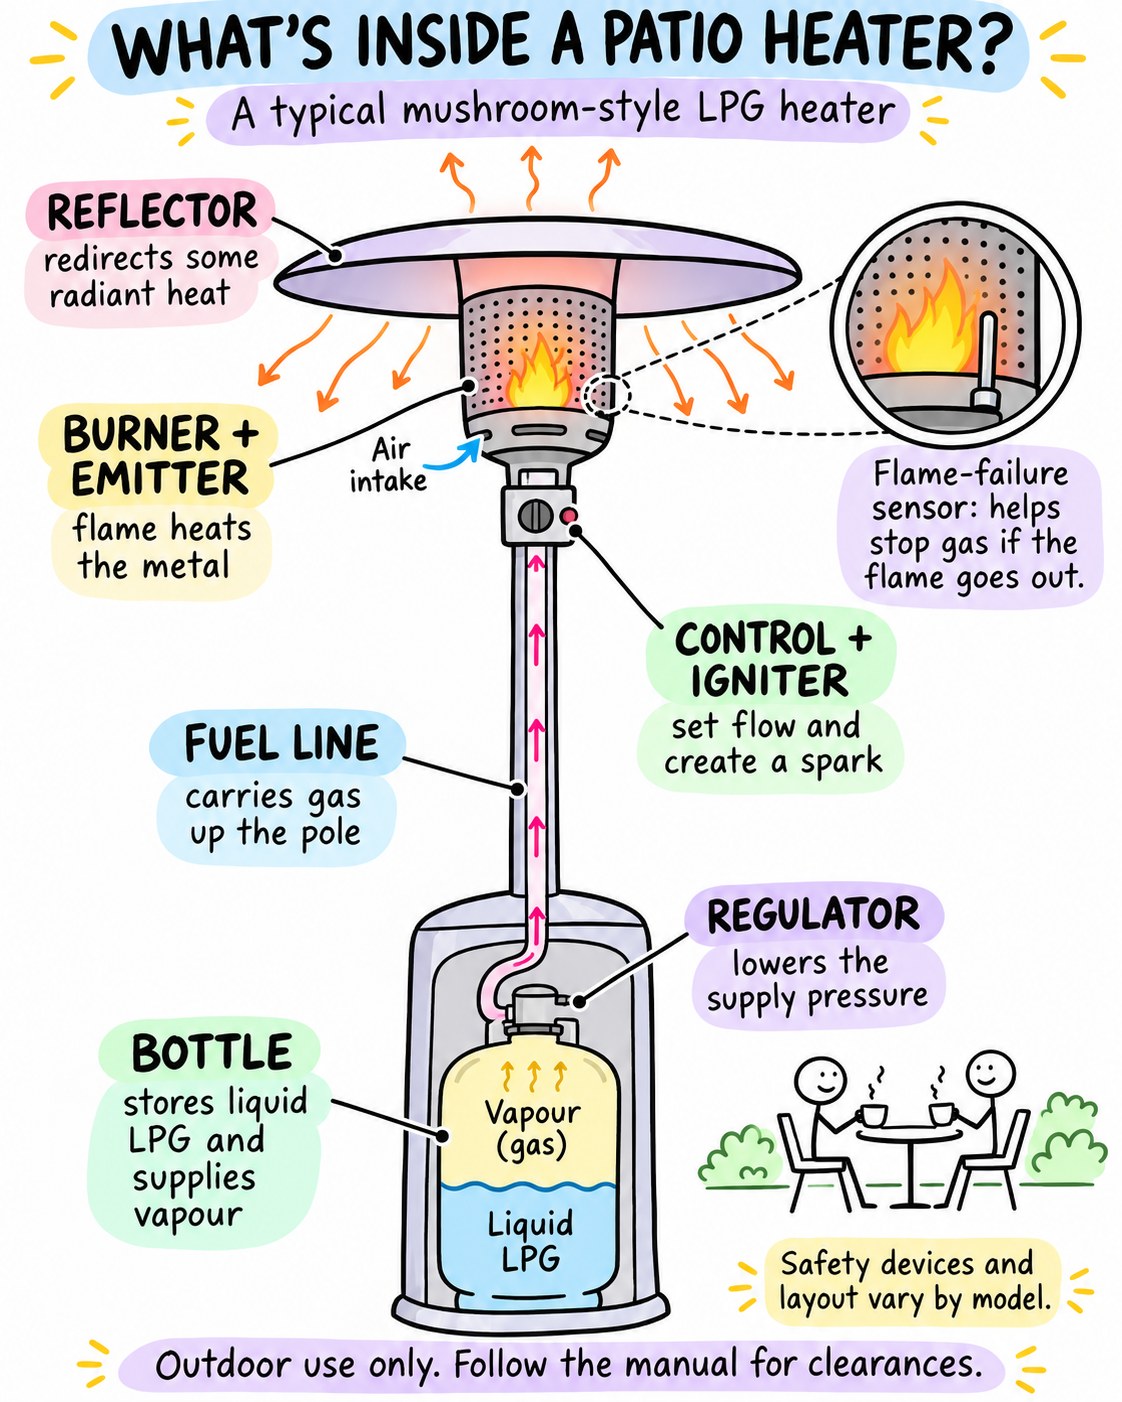 WHAT'S INSIDE A PATIO HEATER?
A typical mushroom-style LPG heater
REFLECTOR
redirects some
radiant heat
BURNER +
EMITTER
flame heats
the metal
Air
intake
Flame-failure
sensor: helps
stop gas if the
flame goes out.
CONTROL +
IGNITER
set flow and
create a spark
FUEL LINE
carries gas
up the pole
REGULATOR
lowers the
supply pressure
BOTTLE
stores liquid
LPG and
supplies
vapour
Vapour
(gas)
Liquid
LPG
Safety devices and
layout vary by model.
Outdoor use only. Follow the manual for clearances.